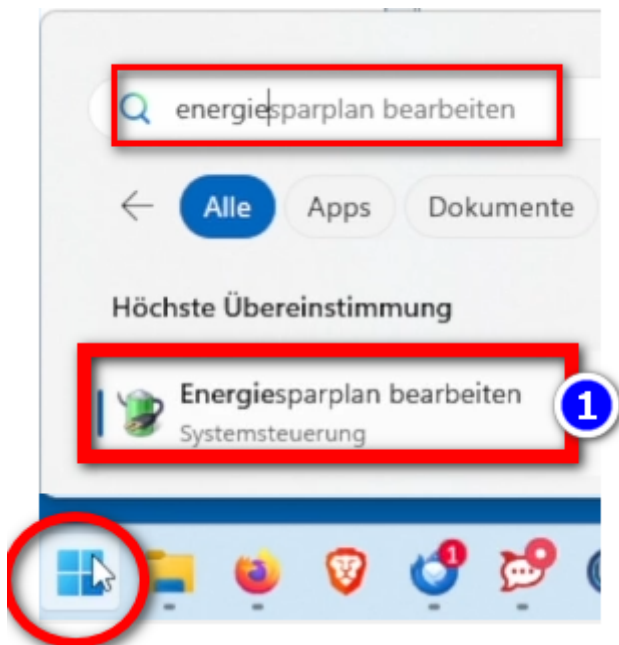 energiesparplan bearbeiten
Alle Apps Dokumente
Höchste Übereinstimmung
Energiesparplan bearbeiten
1
Systemsteuerung
1